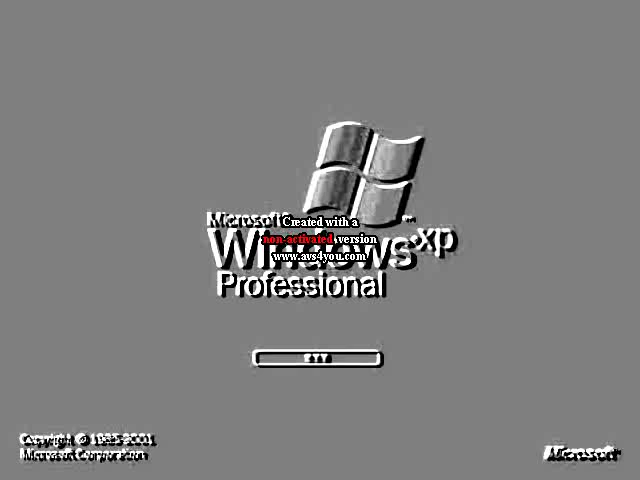 Microsoft®
Created with a
non-activated version
www.avs4you.com
Windows xp
Professional
Copyright © 1985-2001
Microsoft Corporation
Microsoft